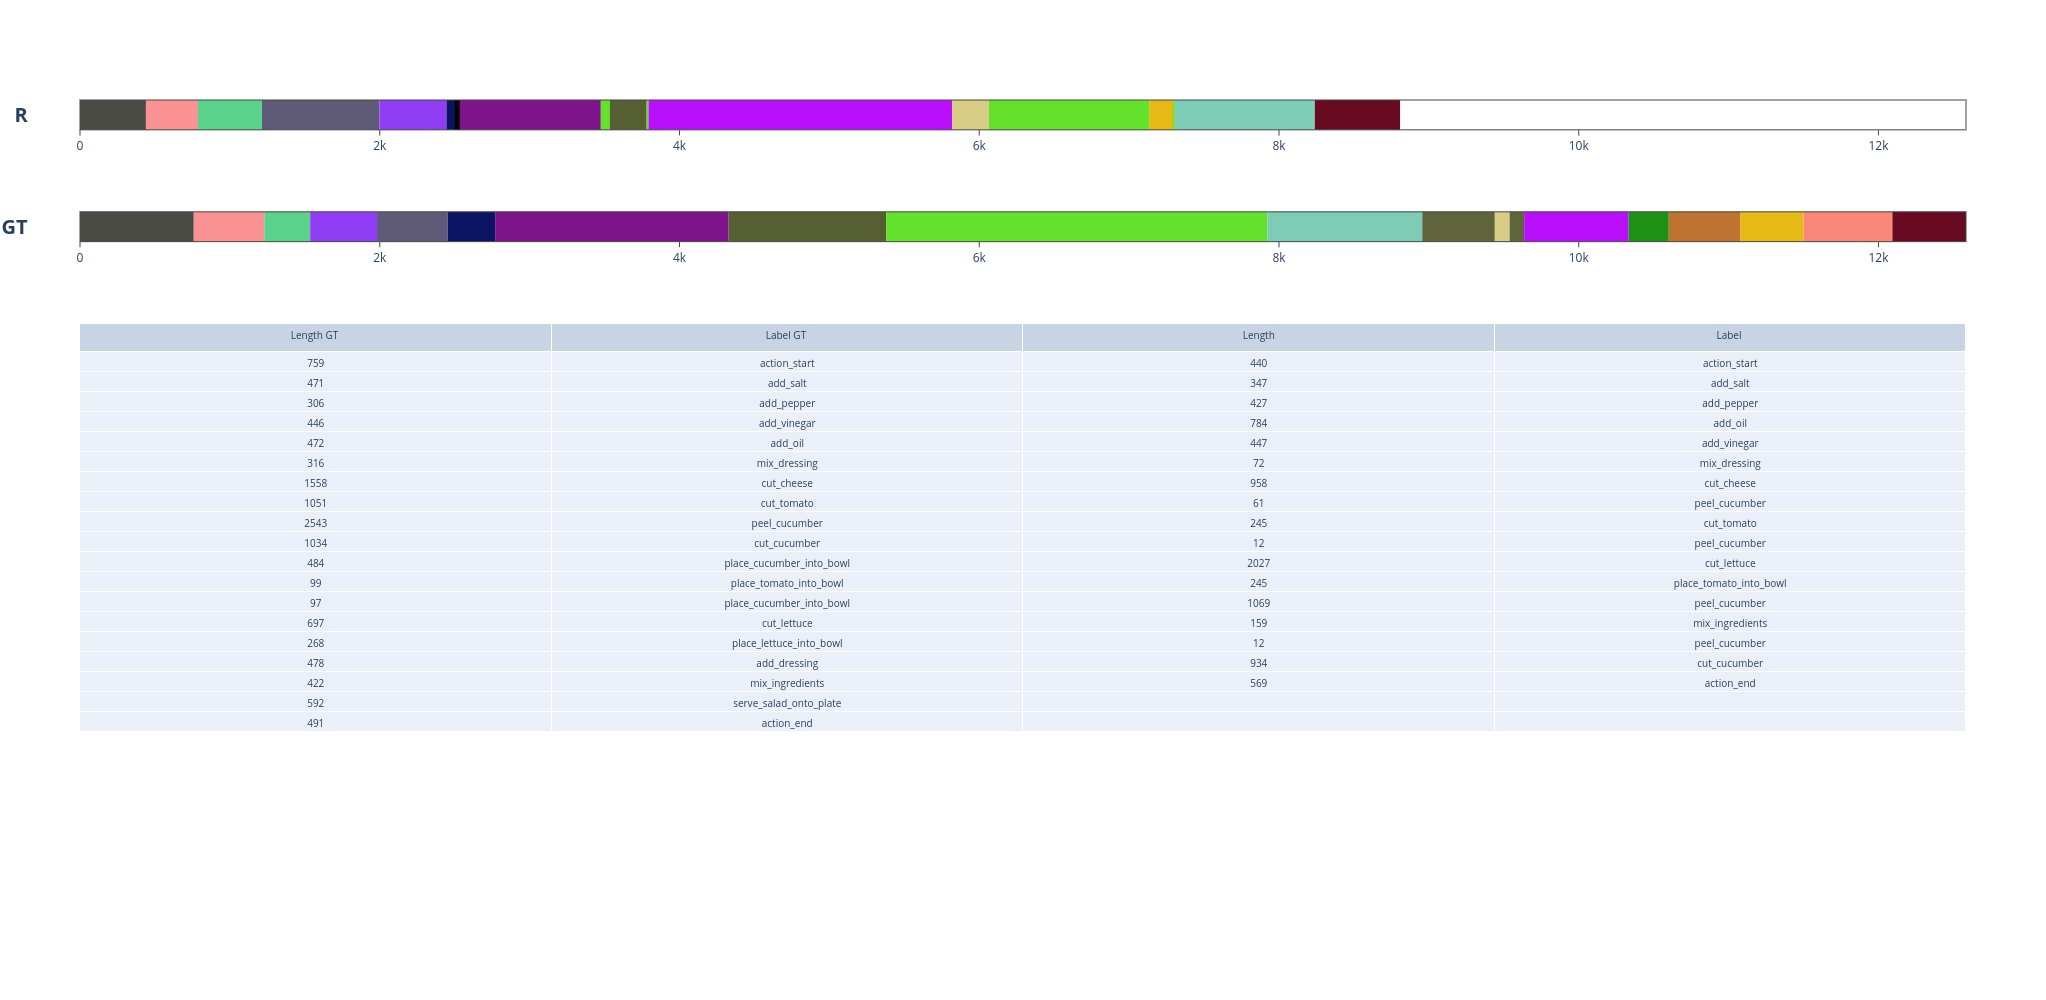 R
0 2k 4k 6k 8k 10k 12k
GT
0 2k 4k 6k 8k 10k 12k
Length GT Label GT Length Label
759 action_start 440 action_start
471 add_salt 347 add_salt
306 add_pepper 427 add_pepper
446 add_vinegar 784 add_oil
472 add_oil 447 add_vinegar
316 mix_dressing 72 mix_dressing
1558 cut_cheese 958 cut_cheese
1051 cut_tomato 61 peel_cucumber
2543 peel_cucumber 245 cut_tomato
1034 cut_cucumber 12 peel_cucumber
484 place_cucumber_into_bowl 2027 cut_lettuce
99 place_tomato_into_bowl 245 place_tomato_into_bowl
97 place_cucumber_into_bowl 1069 peel_cucumber
697 cut_lettuce 159 mix_ingredients
268 place_lettuce_into_bowl 12 peel_cucumber
478 add_dressing 934 cut_cucumber
422 mix_ingredients 569 action_end
592 serve_salad_onto_plate
491 action_end